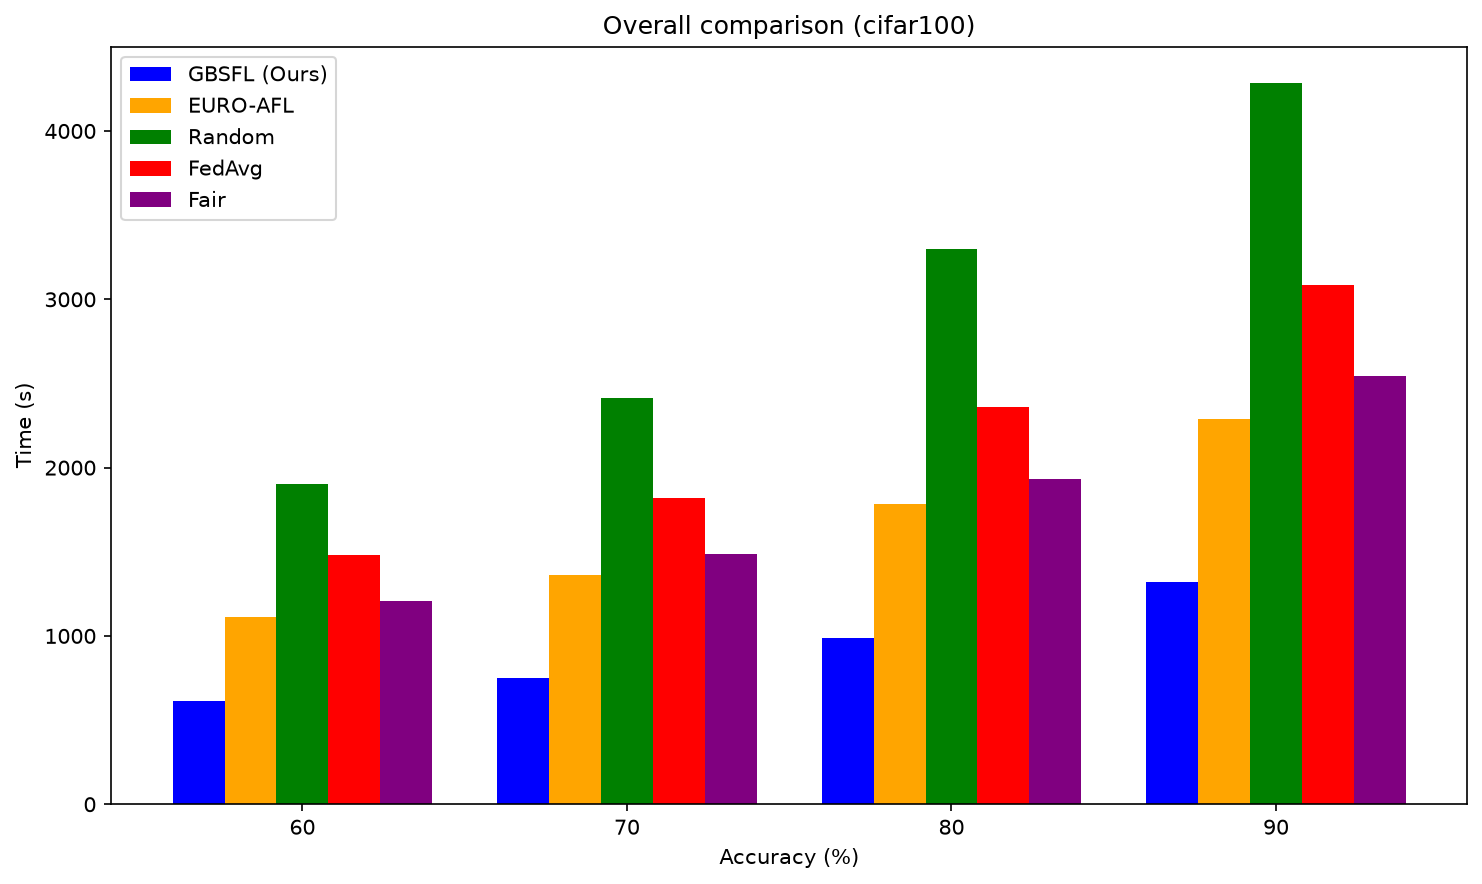 Overall comparison (cifar100)
GBSFL (Ours)
EURO-AFL
Random
FedAvg
Fair
Time (s)
4000
3000
2000
1000
0
60 70 80 90
Accuracy (%)